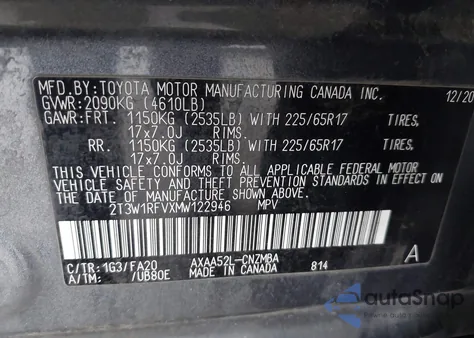 MFD.BY:TOYOTA MOTOR MANUFACTURING CANADA INC. 12/20
GVWR:2090KG (4610LB)
GAWR:FRT. 1150KG (2535LB) WITH 225/65R17 TIRES,
17x7.0J RIMS.
RR. 1150KG (2535LB) WITH 225/65R17 TIRES,
17x7.0J RIMS.
THIS VEHICLE CONFORMS TO ALL APPLICABLE FEDERAL MOTOR
VEHICLE SAFETY, BUMPER, AND THEFT PREVENTION STANDARDS IN
EFFECT ON THE DATE OF MANUFACTURE SHOWN ABOVE.
2T3W1RFVXMW122946 MPV
C/TR:1G3/FA20 AXAA52L-CNZMBA A
A/TM: /UB80E MADE IN CANADA 814
autoSnap